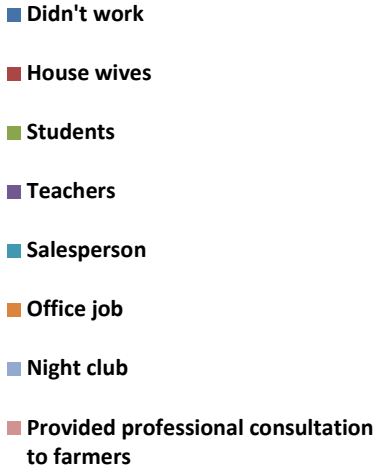 Didn't work
House wives
Students
Teachers
Salesperson
Office job
Night club
Provided professional consultation
to farmers